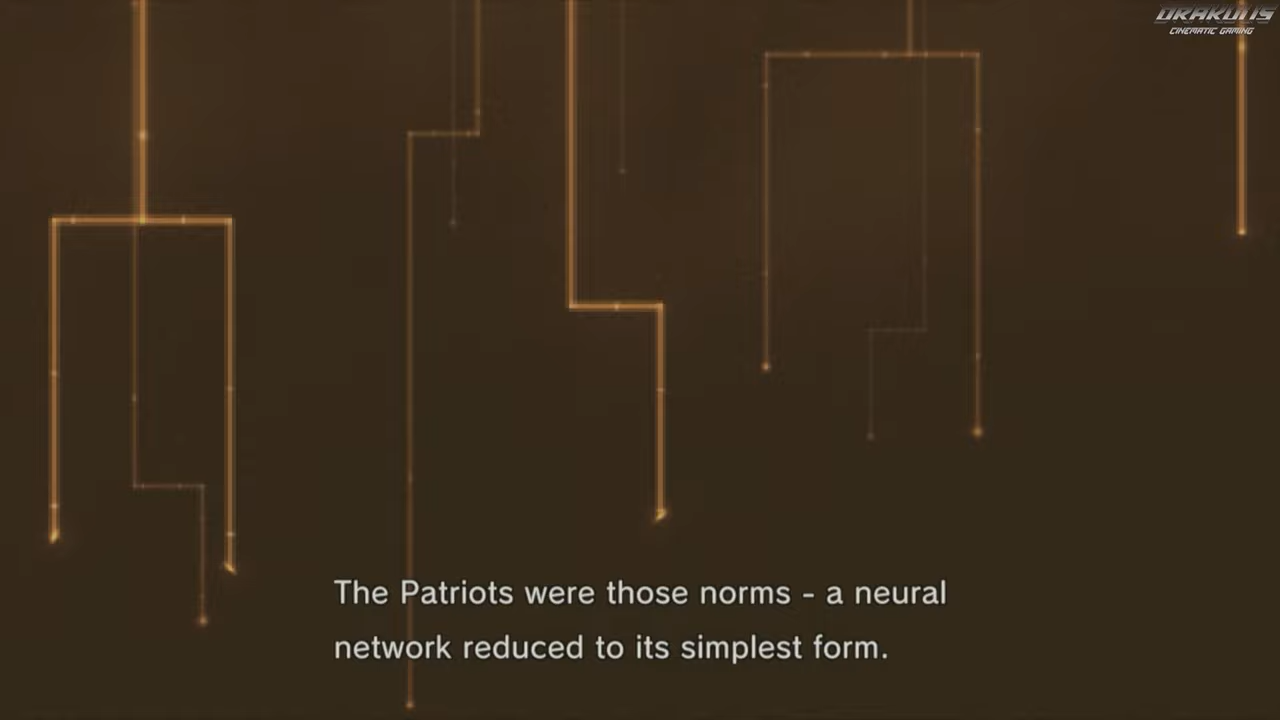 DRAKULIS
CINEMATIC GAMING
The Patriots were those norms - a neural
network reduced to its simplest form.